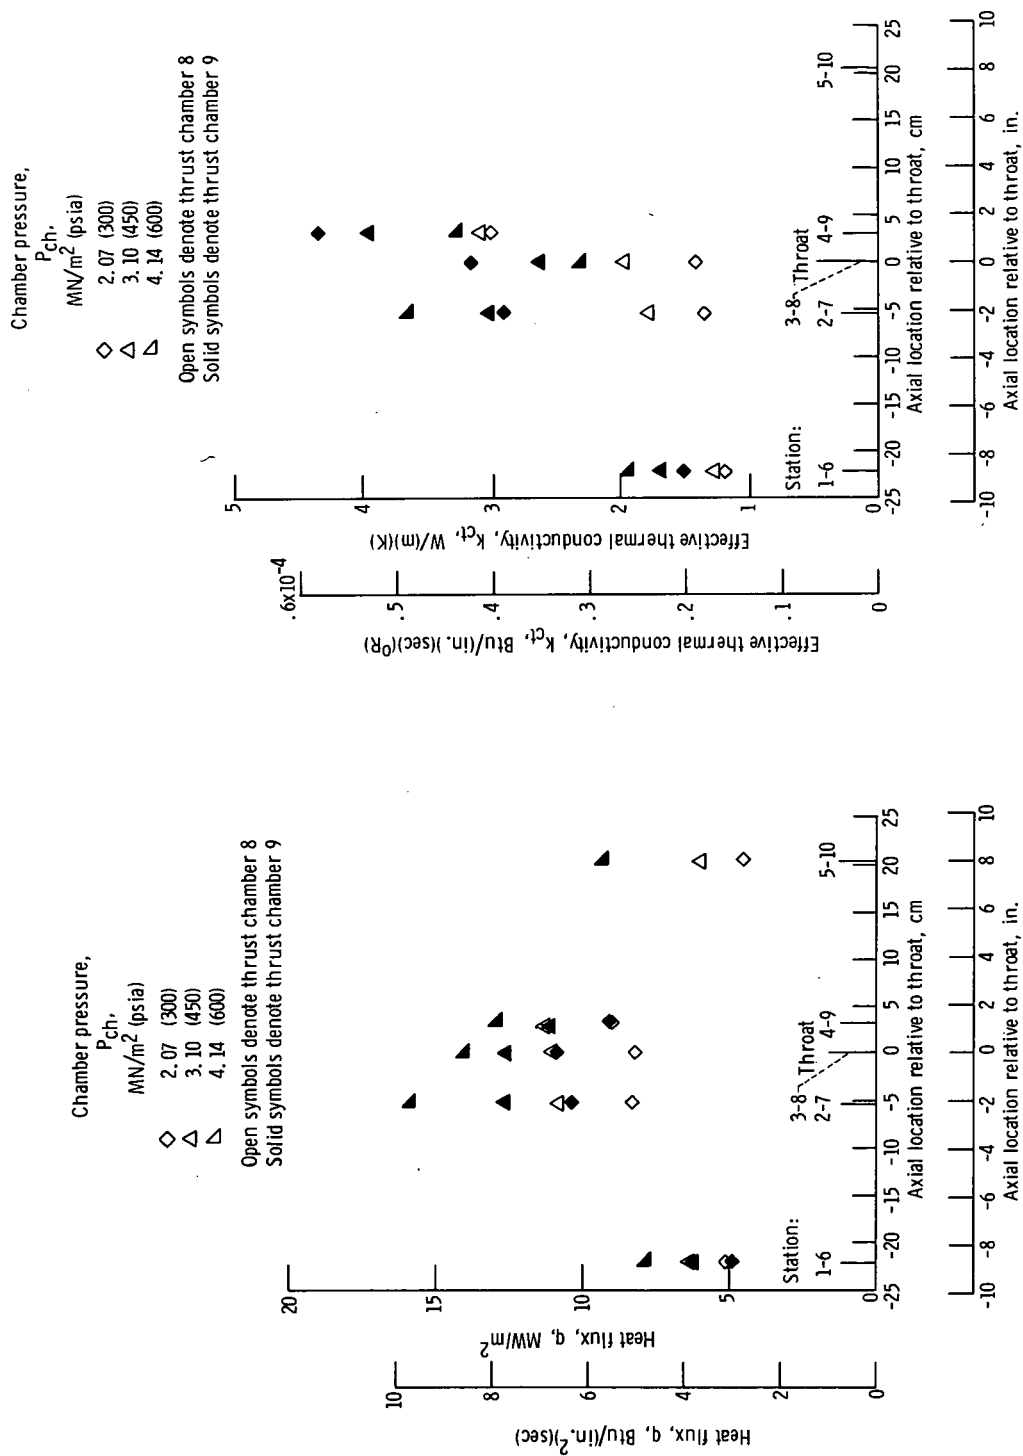 Chamber pressure,
P_ch,
MN/m² (psia)
◇ 2.07 (300)
△ 3.10 (450)
⊿ 4.14 (600)
Open symbols denote thrust chamber 8
Solid symbols denote thrust chamber 9
20
15
10
5
0
Heat flux, q, MW/m²
10
8
6
4
2
0
Heat flux, q, Btu/(in.²)(sec)
Station:
1-6
2-7
3-8
Throat
4-9
5-10
-25 -20 -15 -10 -5 0 5 10 15 20 25
Axial location relative to throat, cm
-10 -8 -6 -4 -2 0 2 4 6 8 10
Axial location relative to throat, in.
Chamber pressure,
P_ch,
MN/m² (psia)
◇ 2.07 (300)
△ 3.10 (450)
⊿ 4.14 (600)
Open symbols denote thrust chamber 8
Solid symbols denote thrust chamber 9
5
4
3
2
1
0
Effective thermal conductivity, k_ct, W/(m)(K)
.6x10⁻⁴
.5
.4
.3
.2
.1
0
Effective thermal conductivity, k_ct, Btu/(in.)(sec)(°R)
Station:
1-6
2-7
3-8
Throat
4-9
5-10
-25 -20 -15 -10 -5 0 5 10 15 20 25
Axial location relative to throat, cm
-10 -8 -6 -4 -2 0 2 4 6 8 10
Axial location relative to throat, in.